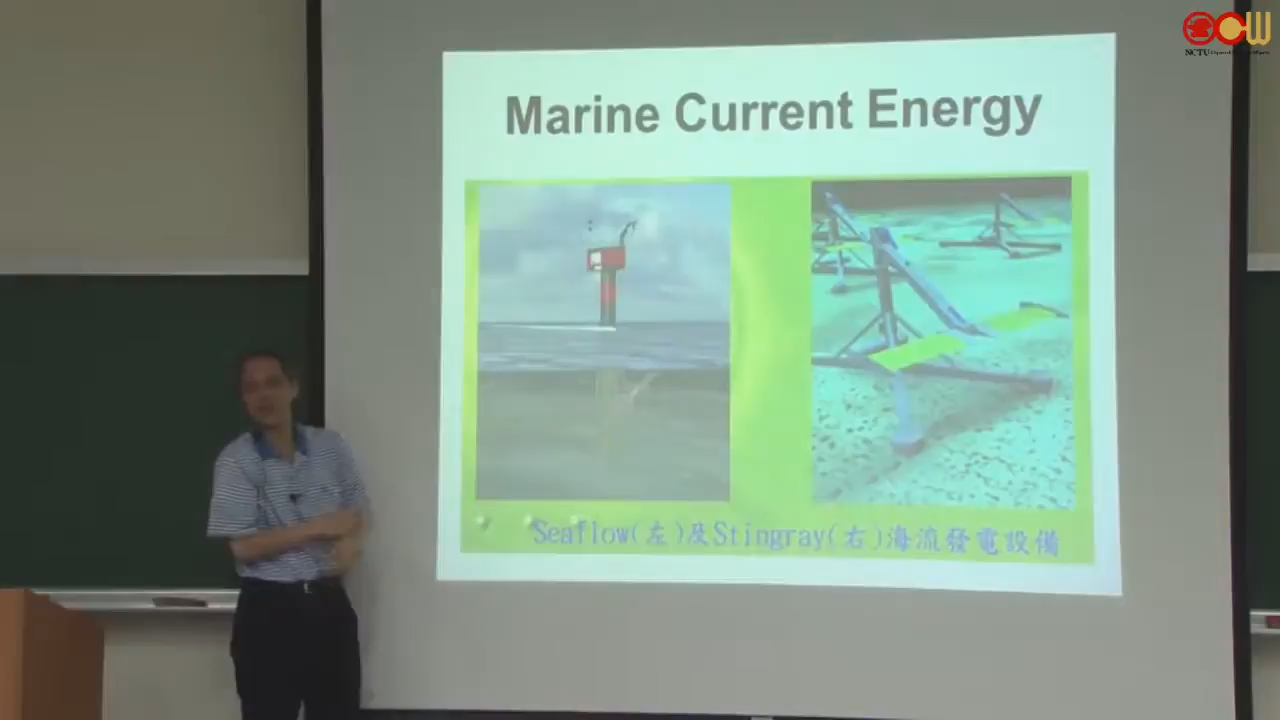 Marine Current Energy
Seaflow(左)及Stingray(右)海流發電設備
OCW
NCTU